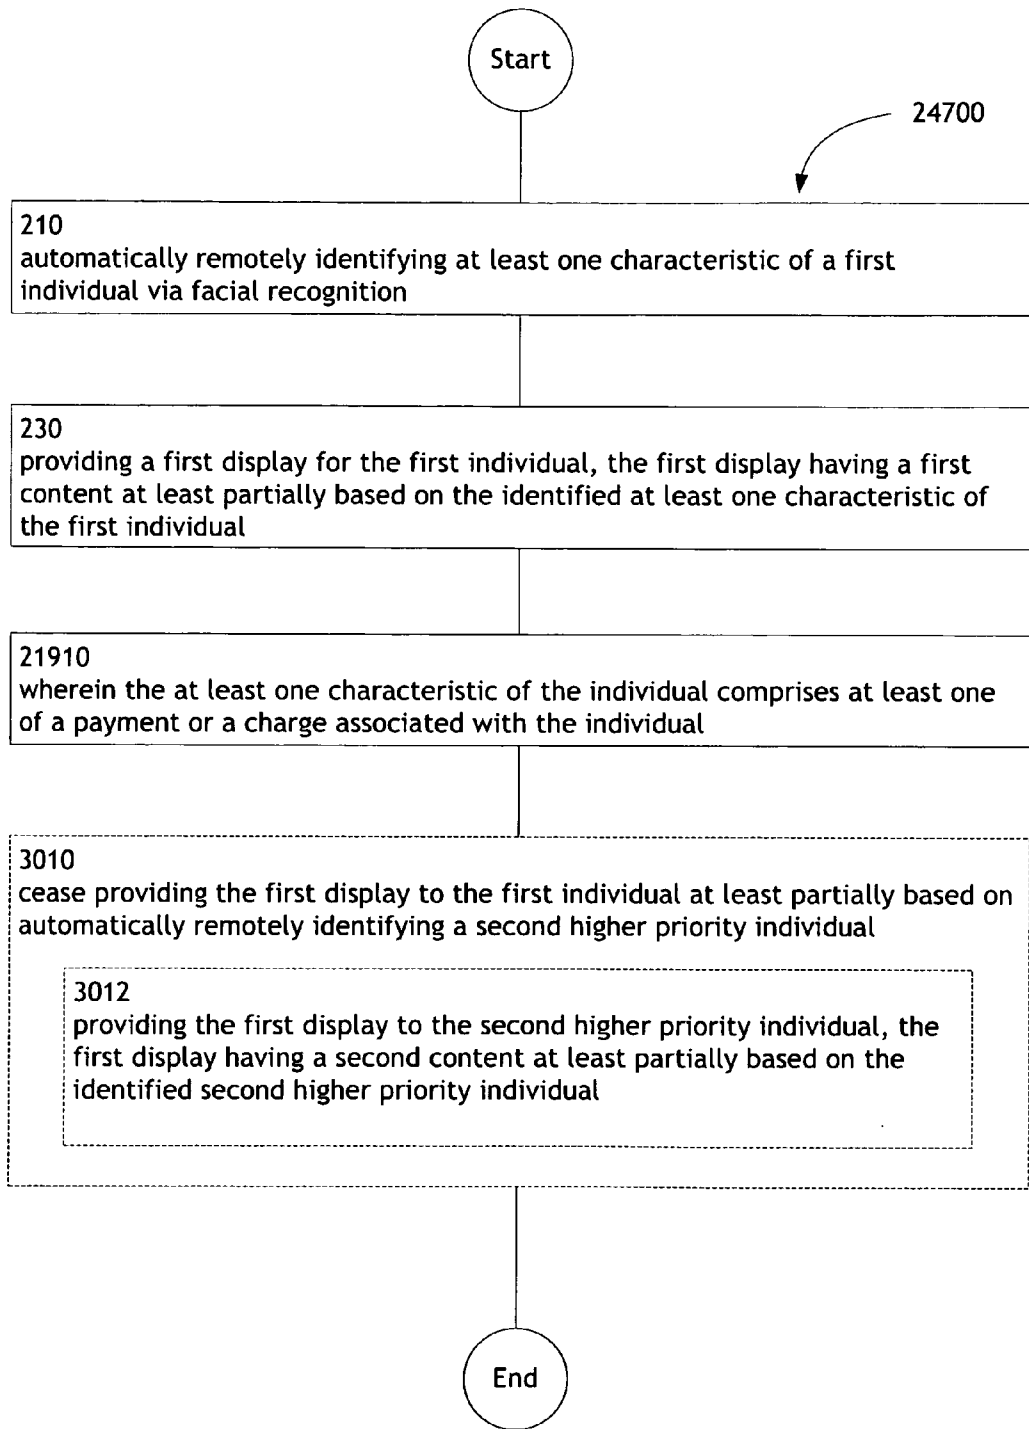 Start
24700
210
automatically remotely identifying at least one characteristic of a first
individual via facial recognition
230
providing a first display for the first individual, the first display having a first
content at least partially based on the identified at least one characteristic of
the first individual
21910
wherein the at least one characteristic of the individual comprises at least one
of a payment or a charge associated with the individual
3010
cease providing the first display to the first individual at least partially based on
automatically remotely identifying a second higher priority individual
3012
providing the first display to the second higher priority individual, the
first display having a second content at least partially based on the
identified second higher priority individual
End